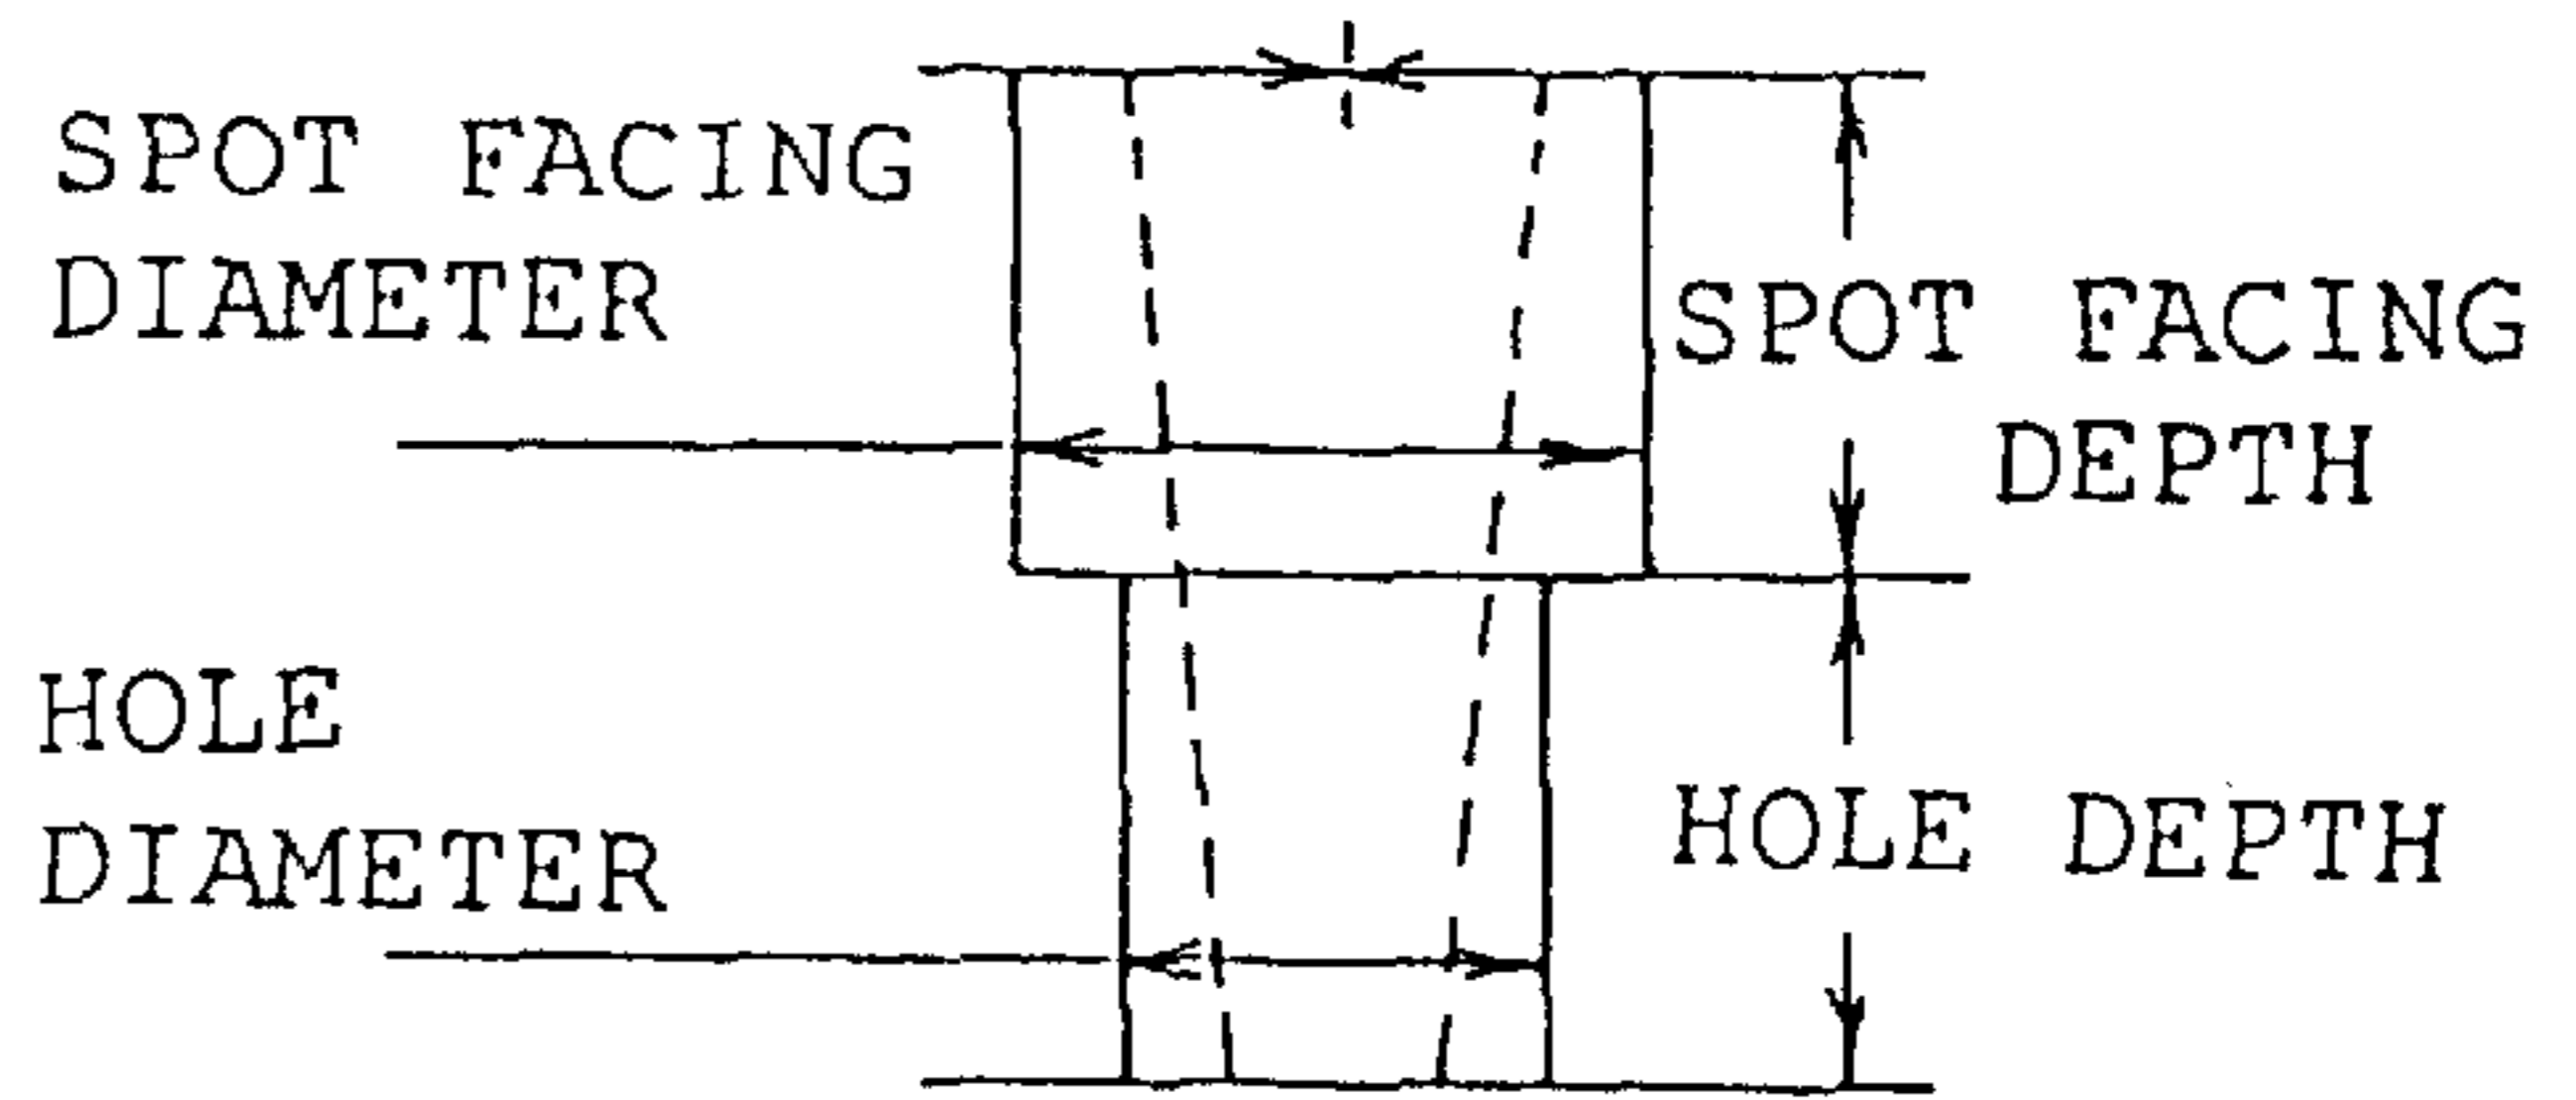 SPOT FACING
DIAMETER
SPOT FACING
DEPTH
HOLE
DIAMETER
HOLE DEPTH